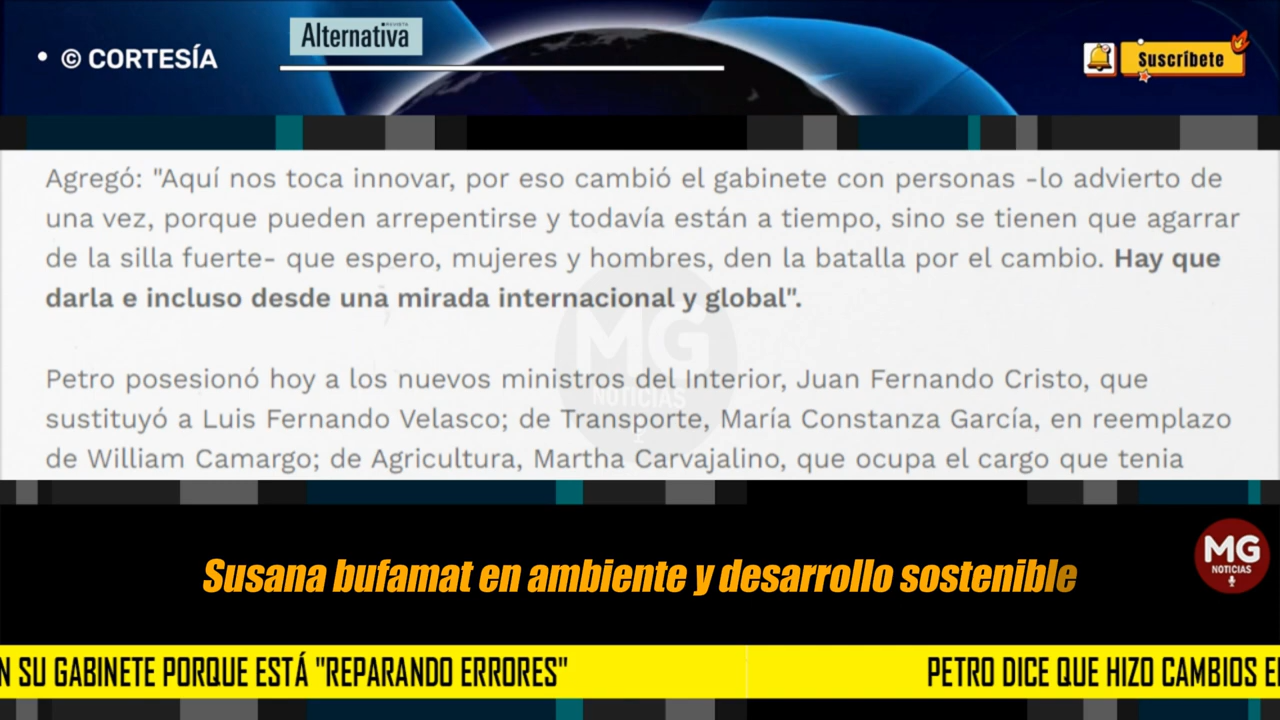 • © CORTESÍA
REVISTA
Alternativa
Suscríbete
Agregó: "Aquí nos toca innovar, por eso cambió el gabinete con personas -lo advierto de
una vez, porque pueden arrepentirse y todavía están a tiempo, sino se tienen que agarrar
de la silla fuerte- que espero, mujeres y hombres, den la batalla por el cambio. Hay que
darla e incluso desde una mirada internacional y global".
Petro posesionó hoy a los nuevos ministros del Interior, Juan Fernando Cristo, que
sustituyó a Luis Fernando Velasco; de Transporte, María Constanza García, en reemplazo
de William Camargo; de Agricultura, Martha Carvajalino, que ocupa el cargo que tenia
MG
NOTICIAS
Susana bufamat en ambiente y desarrollo sostenible
MG
NOTICIAS
N SU GABINETE PORQUE ESTÁ "REPARANDO ERRORES"
PETRO DICE QUE HIZO CAMBIOS E